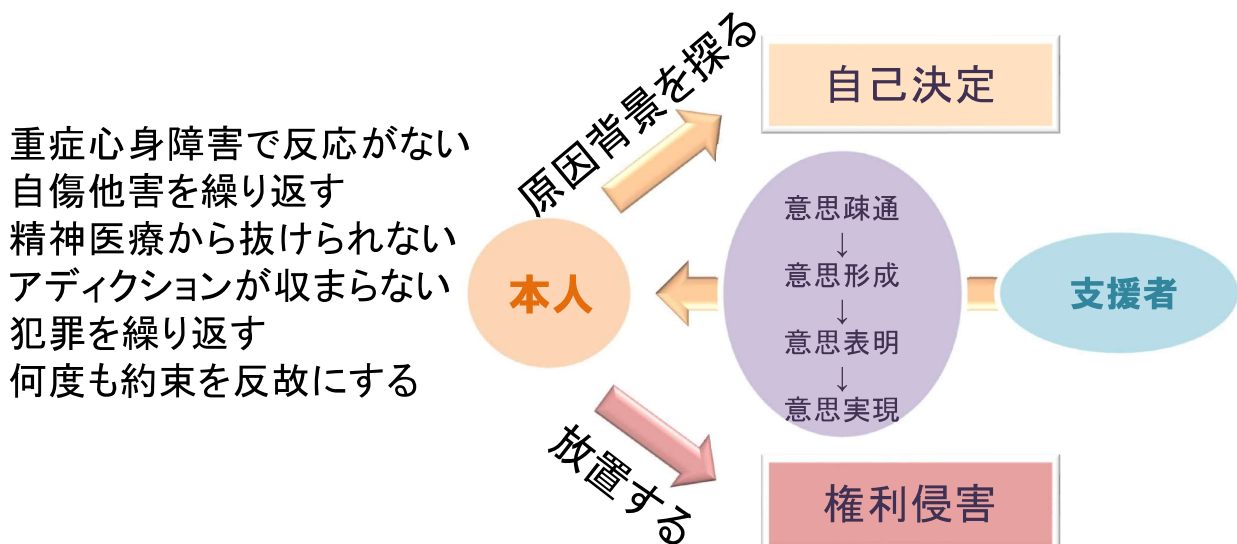 重症心身障害で反応がない
自傷他害を繰り返す
精神医療から抜けられない
アディクションが収まらない
犯罪を繰り返す
何度も約束を反故にする
本人
原因背景を探る
自己決定
意思疎通
↓
意思形成
↓
意思表明
↓
意思実現
支援者
放置する
権利侵害